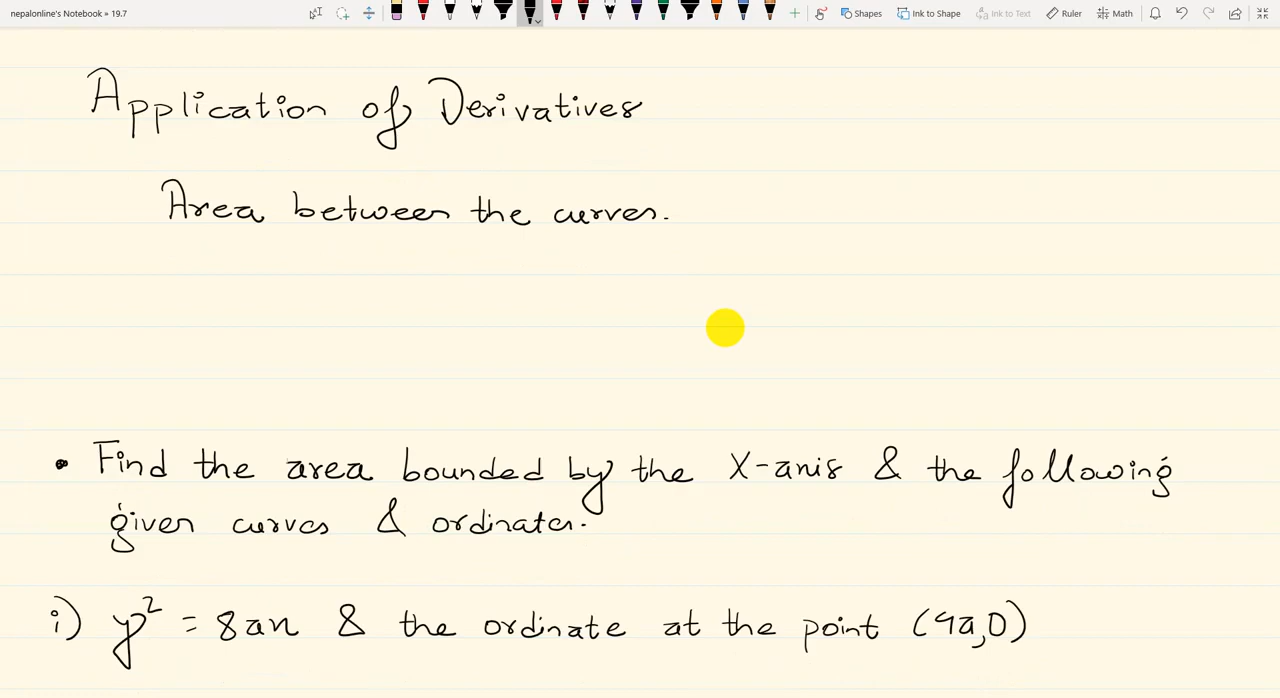 nepalonline's Notebook » 19.7
Shapes Ink to Shape Ink to Text Ruler Math
Application of Derivatives
Area between the curves.
• Find the area bounded by the X-axis & the following
given curves & ordinates.
i) y² = 8ax & the ordinate at the point (9a,0)